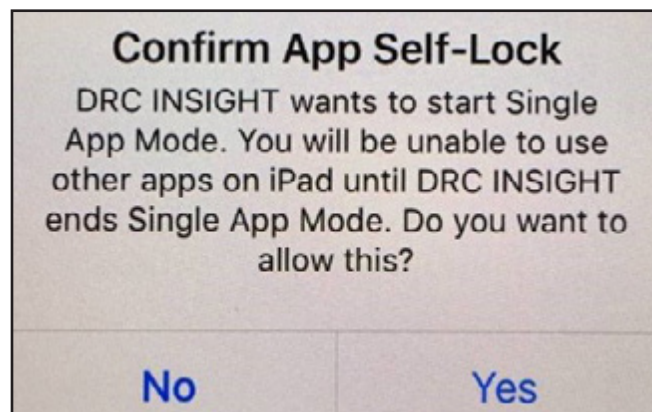 Confirm App Self-Lock
DRC INSIGHT wants to start Single
App Mode. You will be unable to use
other apps on iPad until DRC INSIGHT
ends Single App Mode. Do you want to
allow this?
No
Yes